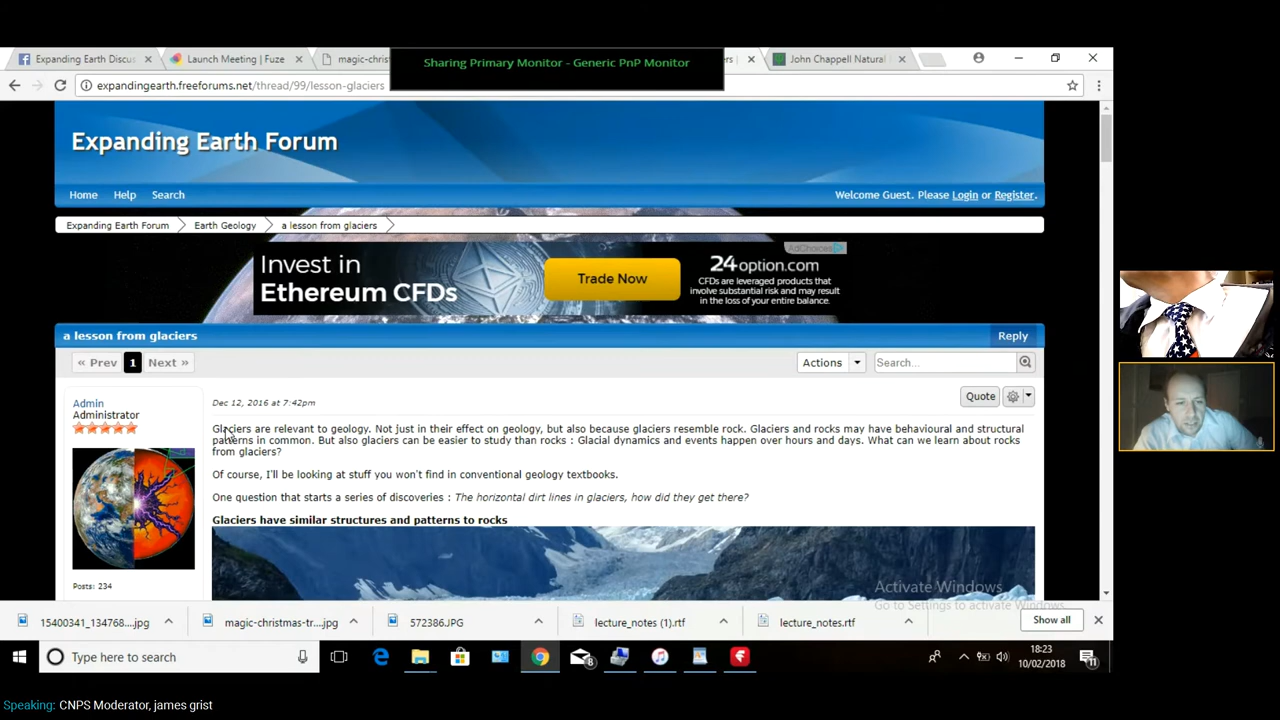 Sharing Primary Monitor - Generic PnP Monitor
Expanding Earth Discus
Launch Meeting | Fuze
magic-christ
John Chappell Natural
expandingearth.freeforums.net/thread/99/lesson-glaciers
Expanding Earth Forum
Home Help Search
Welcome Guest. Please Login or Register.
Expanding Earth Forum Earth Geology a lesson from glaciers
AdChoices
Invest in
Ethereum CFDs
Trade Now
24option.com
CFDs are leveraged products that
involve substantial risk and may result
in the loss of your entire balance.
a lesson from glaciers
Reply
« Prev 1 Next »
Actions
Search...
Admin
Administrator
Posts: 234
Dec 12, 2016 at 7:42pm
Quote
Glaciers are relevant to geology. Not just in their effect on geology, but also because glaciers resemble rock. Glaciers and rocks may have behavioural and structural
patterns in common. But also glaciers can be easier to study than rocks : Glacial dynamics and events happen over hours and days. What can we learn about rocks
from glaciers?
Of course, I'll be looking at stuff you won't find in conventional geology textbooks.
One question that starts a series of discoveries : The horizontal dirt lines in glaciers, how did they get there?
Glaciers have similar structures and patterns to rocks
Activate Windows
Go to Settings to activate Windows.
15400341_134768....jpg
magic-christmas-tr....jpg
572386.JPG
lecture_notes (1).rtf
lecture_notes.rtf
Show all
Type here to search
8
18:23
10/02/2018
11
Speaking: CNPS Moderator, james grist